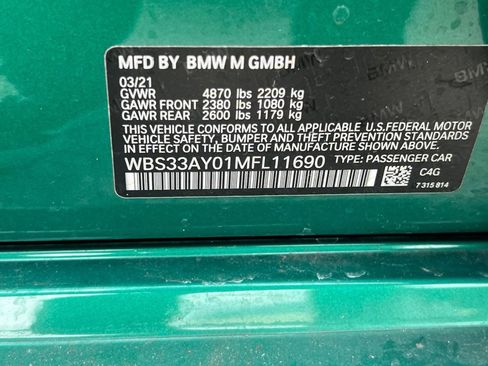 MFD BY BMW M GMBH
03/21
GVWR 4870 lbs 2209 kg
GAWR FRONT 2380 lbs 1080 kg
GAWR REAR 2600 lbs 1179 kg
THIS VEHICLE CONFORMS TO ALL APPLICABLE U.S.FEDERAL MOTOR
VEHICLE SAFETY, BUMPER AND THEFT PREVENTION STANDARDS
IN EFFECT ON THE DATE OF MANUFACTURE SHOWN ABOVE.
WBS33AY01MFL11690 TYPE: PASSENGER CAR
C4G
7 315 814